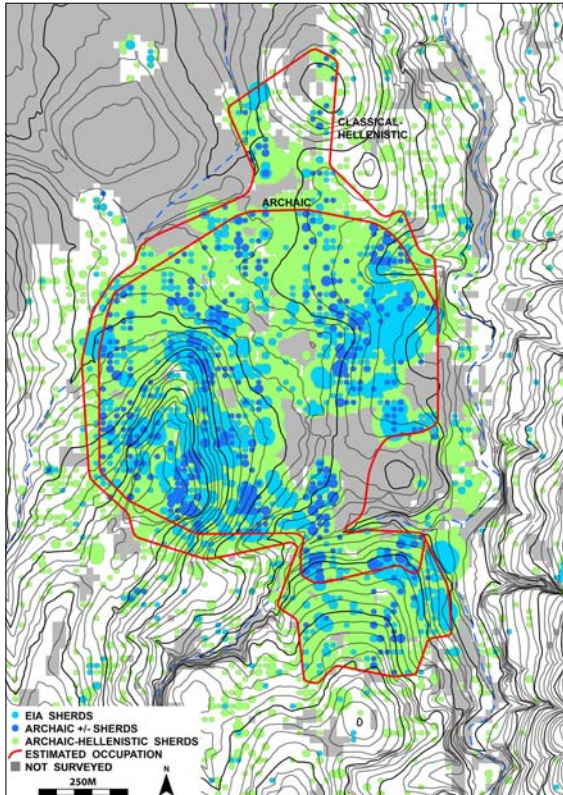 CLASSICAL-
HELLENISTIC
ARCHAIC
EIA SHERDS
ARCHAIC +/- SHERDS
ARCHAIC-HELLENISTIC SHERDS
ESTIMATED OCCUPATION
NOT SURVEYED
250M
N